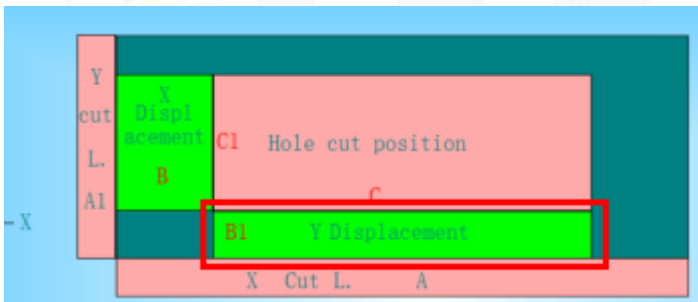 Y
cut
L.
A1
X
Displ
acement
B
C1 Hole cut position
C
B1 Y Displacement
-X
X Cut L. A